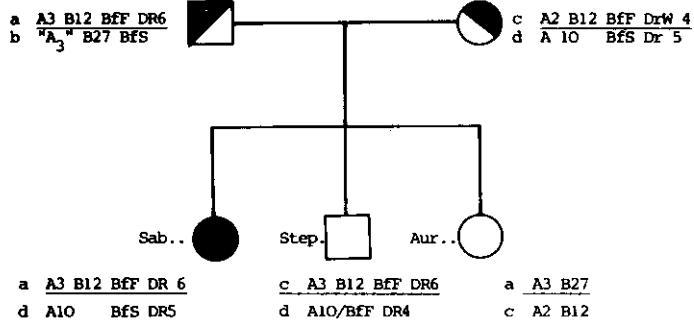 a A3 B12 BfF DR6
b "A3" B27 BfS
c A2 B12 BfF DrW 4
d A 10 BfS Dr 5
Sab.. Step. Aur..
a A3 B12 BfF DR 6
d A10 BfS DR5
c A3 B12 BfF DR6
d A10/BfF DR4
a A3 B27
c A2 B12